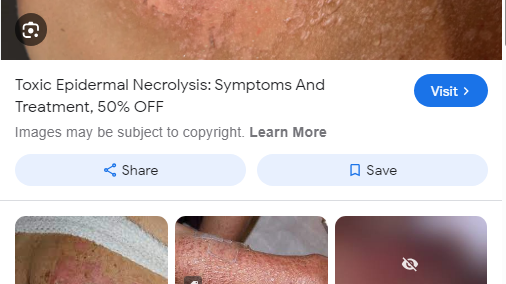 Toxic Epidermal Necrolysis: Symptoms And
Treatment, 50% OFF
Visit
Images may be subject to copyright. Learn More
Share
Save